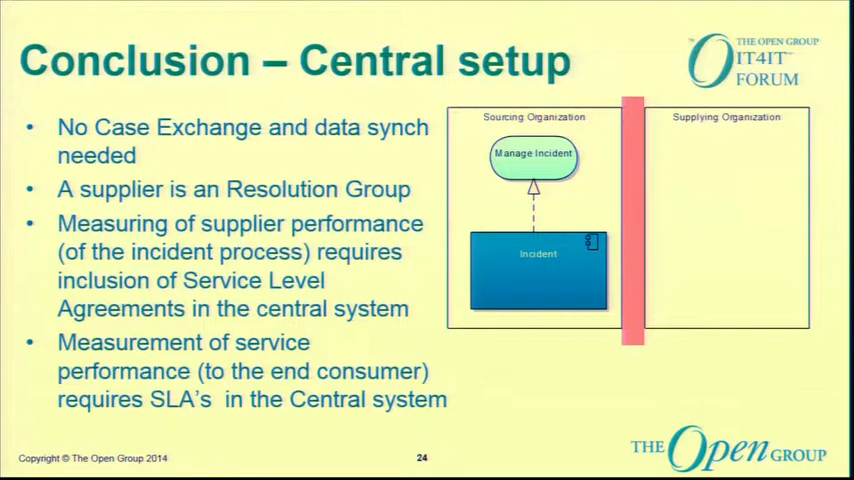 Conclusion – Central setup
™ THE OPEN GROUP
IT4IT™
FORUM
• No Case Exchange and data synch
needed
• A supplier is an Resolution Group
• Measuring of supplier performance
(of the incident process) requires
inclusion of Service Level
Agreements in the central system
• Measurement of service
performance (to the end consumer)
requires SLA's in the Central system
Sourcing Organization
Supplying Organization
Manage Incident
Incident
Copyright © The Open Group 2014
24
THE Open GROUP